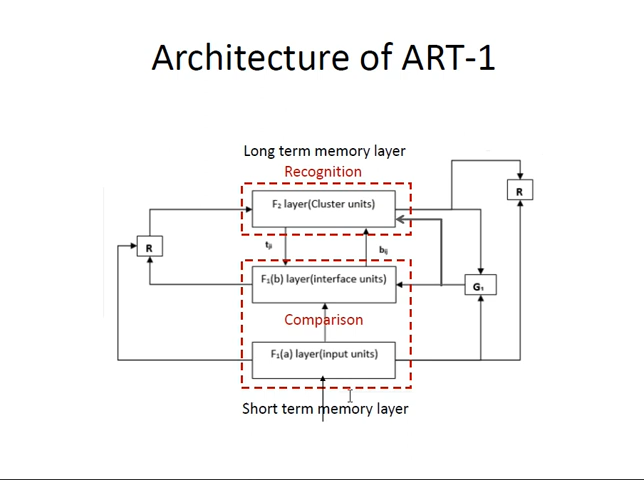 Architecture of ART-1
Long term memory layer
Recognition
R
F₂ layer(Cluster units)
tⱼᵢ
bᵢⱼ
R
F₁(b) layer(interface units)
G₁
Comparison
F₁(a) layer(input units)
Short term memory layer